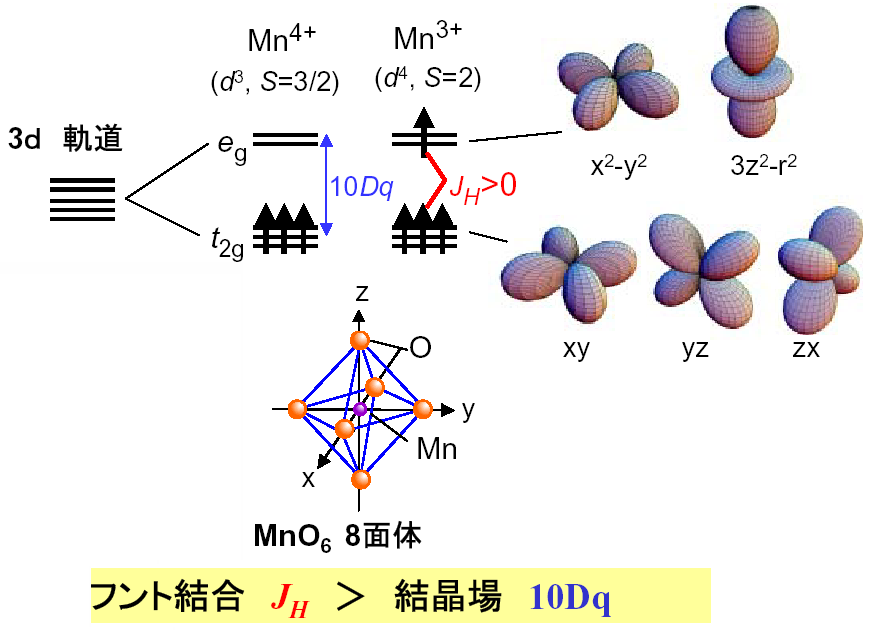 Mn4+ Mn3+
(d3, S=3/2) (d4, S=2)
3d 軌道
eg
10Dq
JH>0
t2g
x2-y2 3z2-r2
xy yz zx
z
O
y
Mn
x
MnO6 8面体
フント結合 JH > 結晶場 10Dq